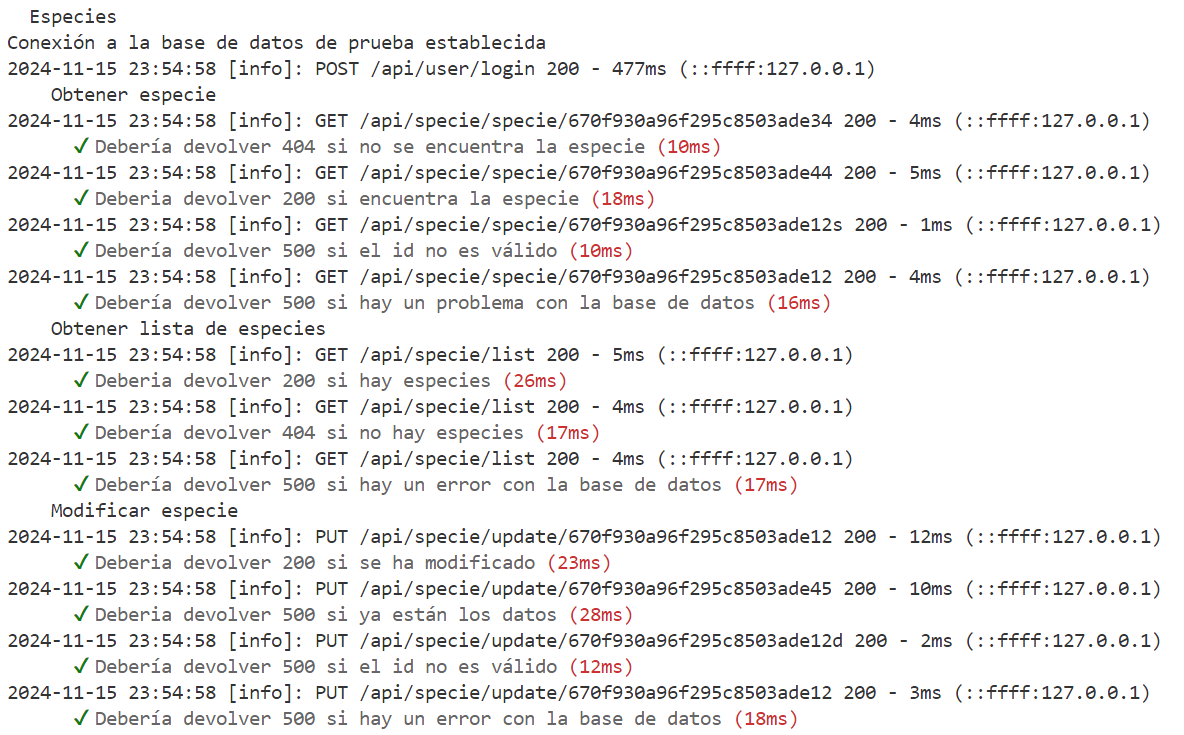 Especies
Conexión a la base de datos de prueba establecida
2024-11-15 23:54:58 [info]: POST /api/user/login 200 - 477ms (::ffff:127.0.0.1)
Obtener especie
2024-11-15 23:54:58 [info]: GET /api/specie/specie/670f930a96f295c8503ade34 200 - 4ms (::ffff:127.0.0.1)
✓ Debería devolver 404 si no se encuentra la especie (10ms)
2024-11-15 23:54:58 [info]: GET /api/specie/specie/670f930a96f295c8503ade44 200 - 5ms (::ffff:127.0.0.1)
✓ Deberia devolver 200 si encuentra la especie (18ms)
2024-11-15 23:54:58 [info]: GET /api/specie/specie/670f930a96f295c8503ade12s 200 - 1ms (::ffff:127.0.0.1)
✓ Debería devolver 500 si el id no es válido (10ms)
2024-11-15 23:54:58 [info]: GET /api/specie/specie/670f930a96f295c8503ade12 200 - 4ms (::ffff:127.0.0.1)
✓ Debería devolver 500 si hay un problema con la base de datos (16ms)
Obtener lista de especies
2024-11-15 23:54:58 [info]: GET /api/specie/list 200 - 5ms (::ffff:127.0.0.1)
✓ Deberia devolver 200 si hay especies (26ms)
2024-11-15 23:54:58 [info]: GET /api/specie/list 200 - 4ms (::ffff:127.0.0.1)
✓ Debería devolver 404 si no hay especies (17ms)
2024-11-15 23:54:58 [info]: GET /api/specie/list 200 - 4ms (::ffff:127.0.0.1)
✓ Debería devolver 500 si hay un error con la base de datos (17ms)
Modificar especie
2024-11-15 23:54:58 [info]: PUT /api/specie/update/670f930a96f295c8503ade12 200 - 12ms (::ffff:127.0.0.1)
✓ Deberia devolver 200 si se ha modificado (23ms)
2024-11-15 23:54:58 [info]: PUT /api/specie/update/670f930a96f295c8503ade45 200 - 10ms (::ffff:127.0.0.1)
✓ Deberia devolver 500 si ya están los datos (28ms)
2024-11-15 23:54:58 [info]: PUT /api/specie/update/670f930a96f295c8503ade12d 200 - 2ms (::ffff:127.0.0.1)
✓ Debería devolver 500 si el id no es válido (12ms)
2024-11-15 23:54:58 [info]: PUT /api/specie/update/670f930a96f295c8503ade12 200 - 3ms (::ffff:127.0.0.1)
✓ Debería devolver 500 si hay un error con la base de datos (18ms)